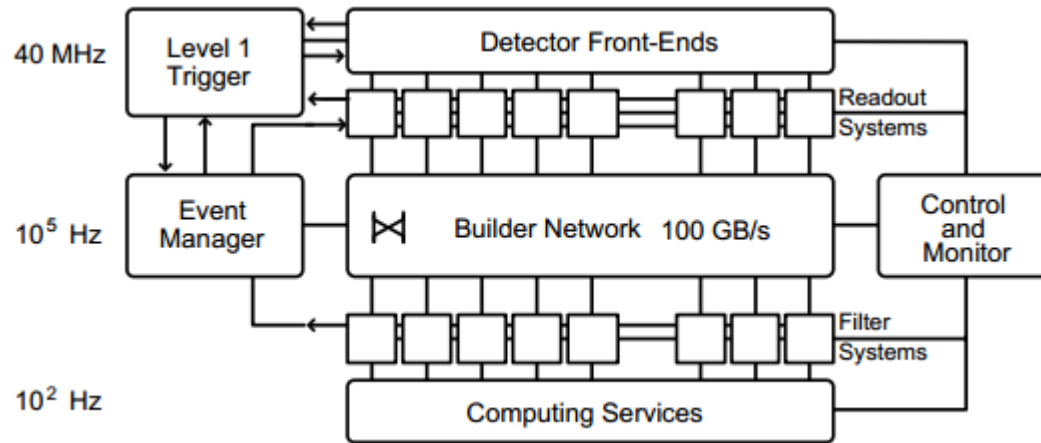 40 MHz
Level 1
Trigger
Detector Front-Ends
Readout
Systems
10⁵ Hz
Event
Manager
Builder Network 100 GB/s
Control
and
Monitor
Filter
Systems
10² Hz
Computing Services